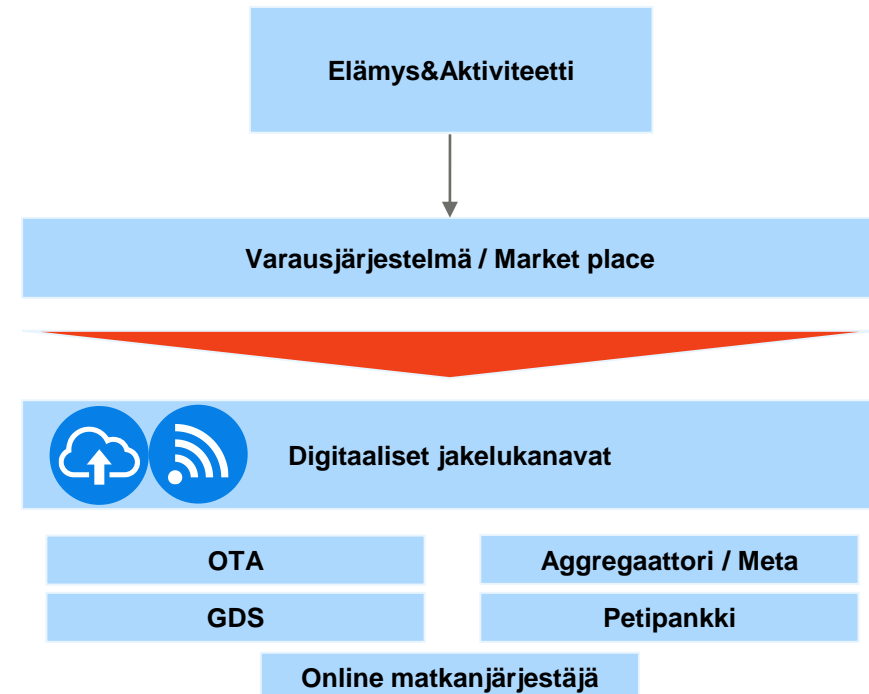 Elämys&Aktiviteetti
Varausjärjestelmä / Market place
Digitaaliset jakelukanavat
OTA
Aggregaattori / Meta
GDS
Petipankki
Online matkanjärjestäjä